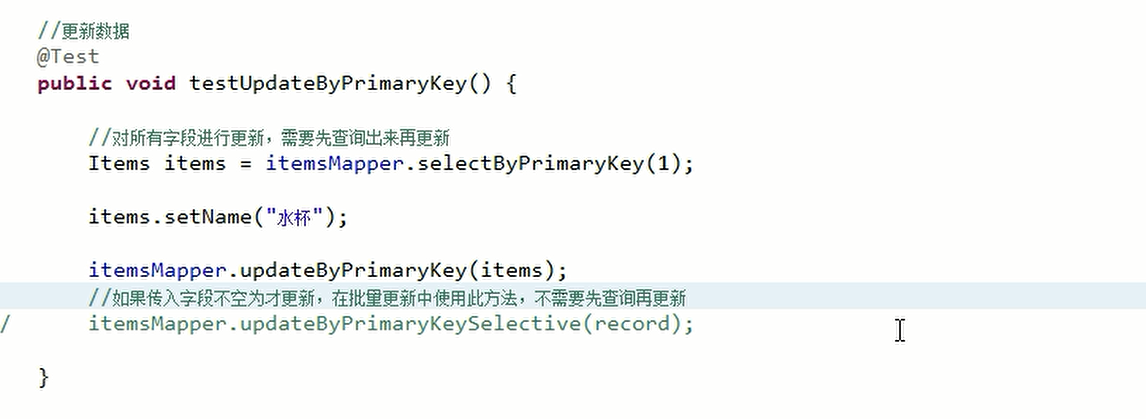 //更新数据
@Test
public void testUpdateByPrimaryKey() {
//对所有字段进行更新，需要先查询出来再更新
Items items = itemsMapper.selectByPrimaryKey(1);
items.setName("水杯");
itemsMapper.updateByPrimaryKey(items);
//如果传入字段不空为才更新，在批量更新中使用此方法，不需要先查询再更新
/ itemsMapper.updateByPrimaryKeySelective(record);
}